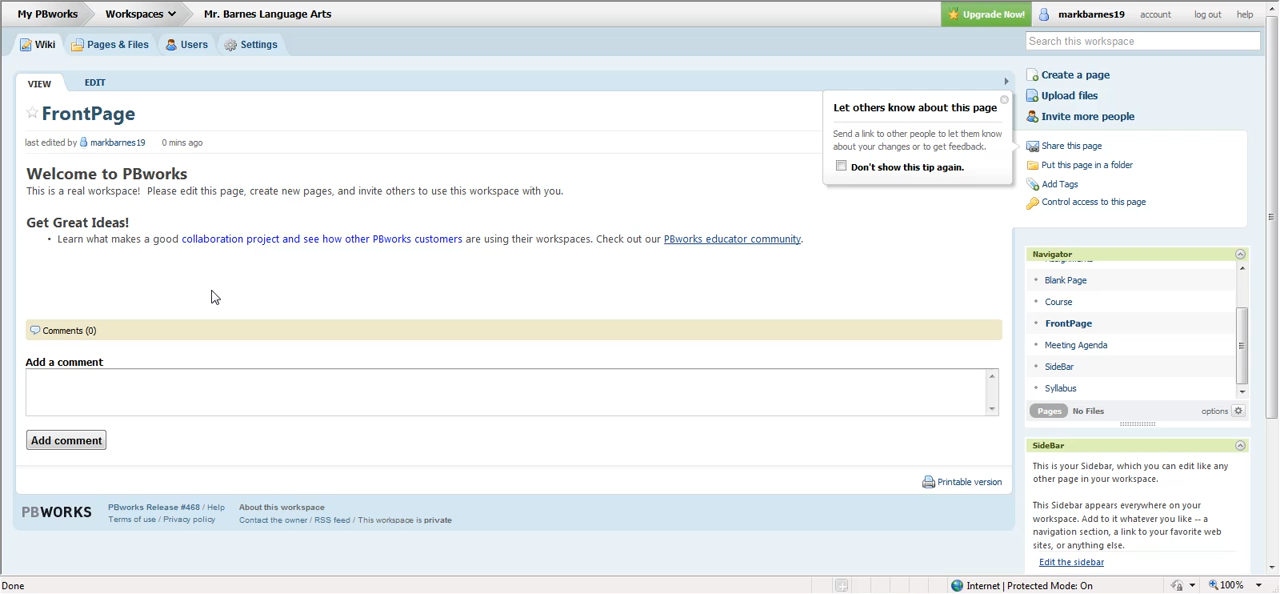 My PBworks Workspaces Mr. Barnes Language Arts Upgrade Now! markbarnes19 account log out help
Wiki Pages & Files Users Settings Search this workspace
VIEW EDIT
FrontPage
last edited by markbarnes19 0 mins ago
Welcome to PBworks
This is a real workspace! Please edit this page, create new pages, and invite others to use this workspace with you.
Get Great Ideas!
• Learn what makes a good collaboration project and see how other PBworks customers are using their workspaces. Check out our PBworks educator community.
Let others know about this page
Send a link to other people to let them know
about your changes or to get feedback.
Don't show this tip again.
Comments (0)
Add a comment
Add comment
Printable version
PBWORKS
PBworks Release #468 / Help
Terms of use / Privacy policy
About this workspace
Contact the owner / RSS feed / This workspace is private
Create a page
Upload files
Invite more people
Share this page
Put this page in a folder
Add Tags
Control access to this page
Navigator
Blank Page
Course
FrontPage
Meeting Agenda
SideBar
Syllabus
Pages No Files options
SideBar
This is your Sidebar, which you can edit like any
other page in your workspace.
This Sidebar appears everywhere on your
workspace. Add to it whatever you like -- a
navigation section, a link to your favorite web
sites, or anything else.
Edit the sidebar
Done Internet | Protected Mode: On 100%